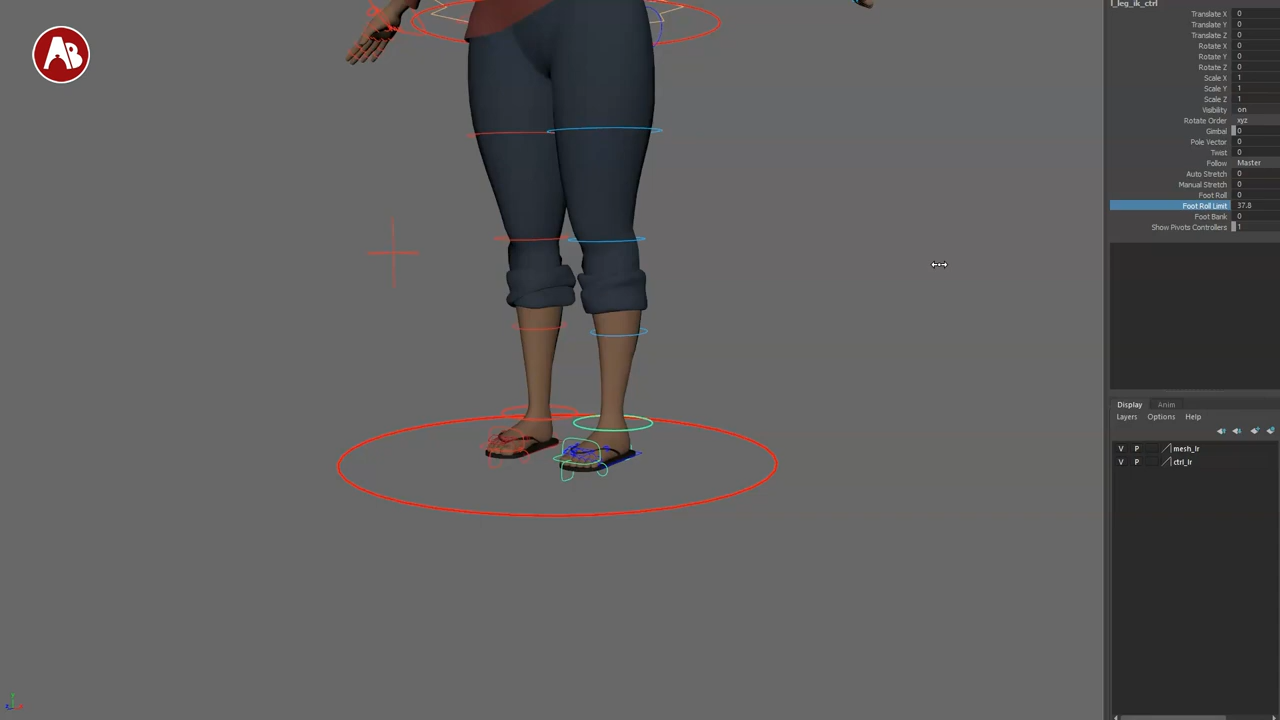 AB
l_leg_ik_ctrl
Translate X 0
Translate Y 0
Translate Z 0
Rotate X 0
Rotate Y 0
Rotate Z 0
Scale X 1
Scale Y 1
Scale Z 1
Visibility on
Rotate Order xyz
Gimbal 0
Pole Vector 0
Twist 0
Follow Master
Auto Stretch 0
Manual Stretch 0
Foot Roll 0
Foot Roll Limit 37.8
Foot Bank 0
Show Pivots Controllers 1
Display Anim
Layers Options Help
V P mesh_lr
V P ctrl_lr